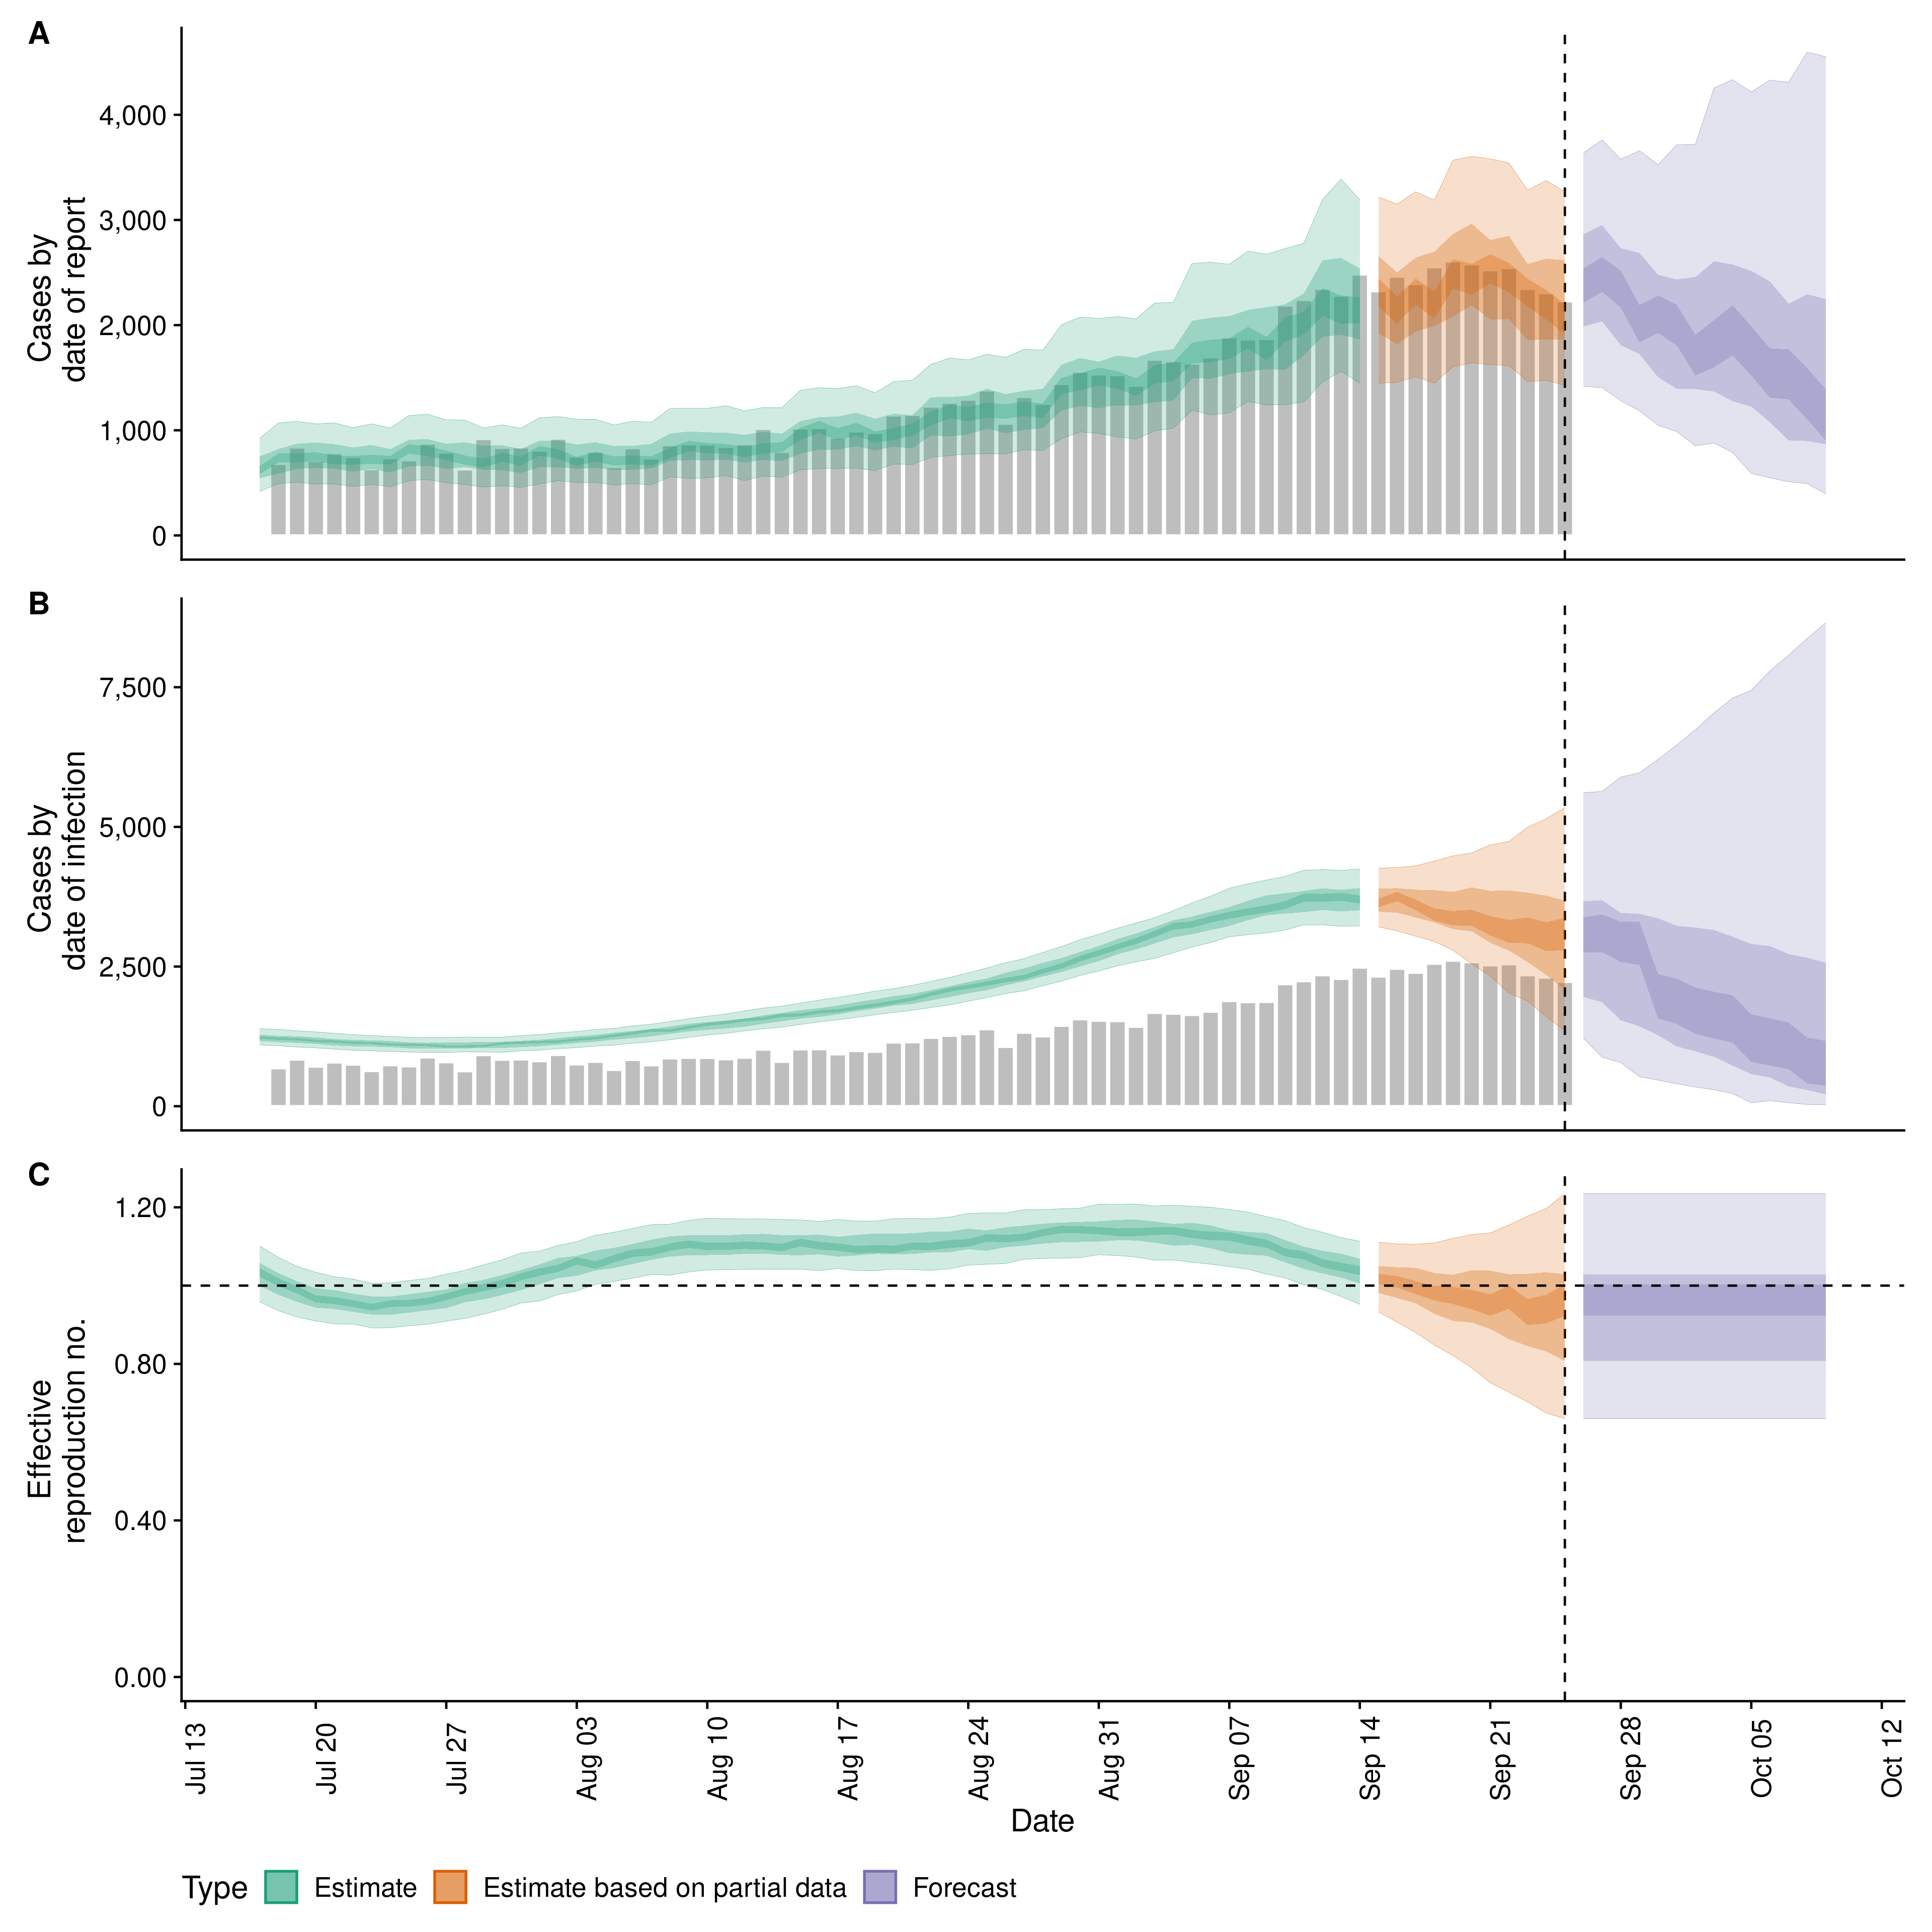 A
Cases by
date of report
4,000
3,000
2,000
1,000
0
B
Cases by
date of infection
7,500
5,000
2,500
0
C
Effective
reproduction no.
1.20
0.80
0.40
0.00
Jul 13
Jul 20
Jul 27
Aug 03
Aug 10
Aug 17
Aug 24
Aug 31
Sep 07
Sep 14
Sep 21
Sep 28
Oct 05
Oct 12
Date
Type Estimate Estimate based on partial data Forecast